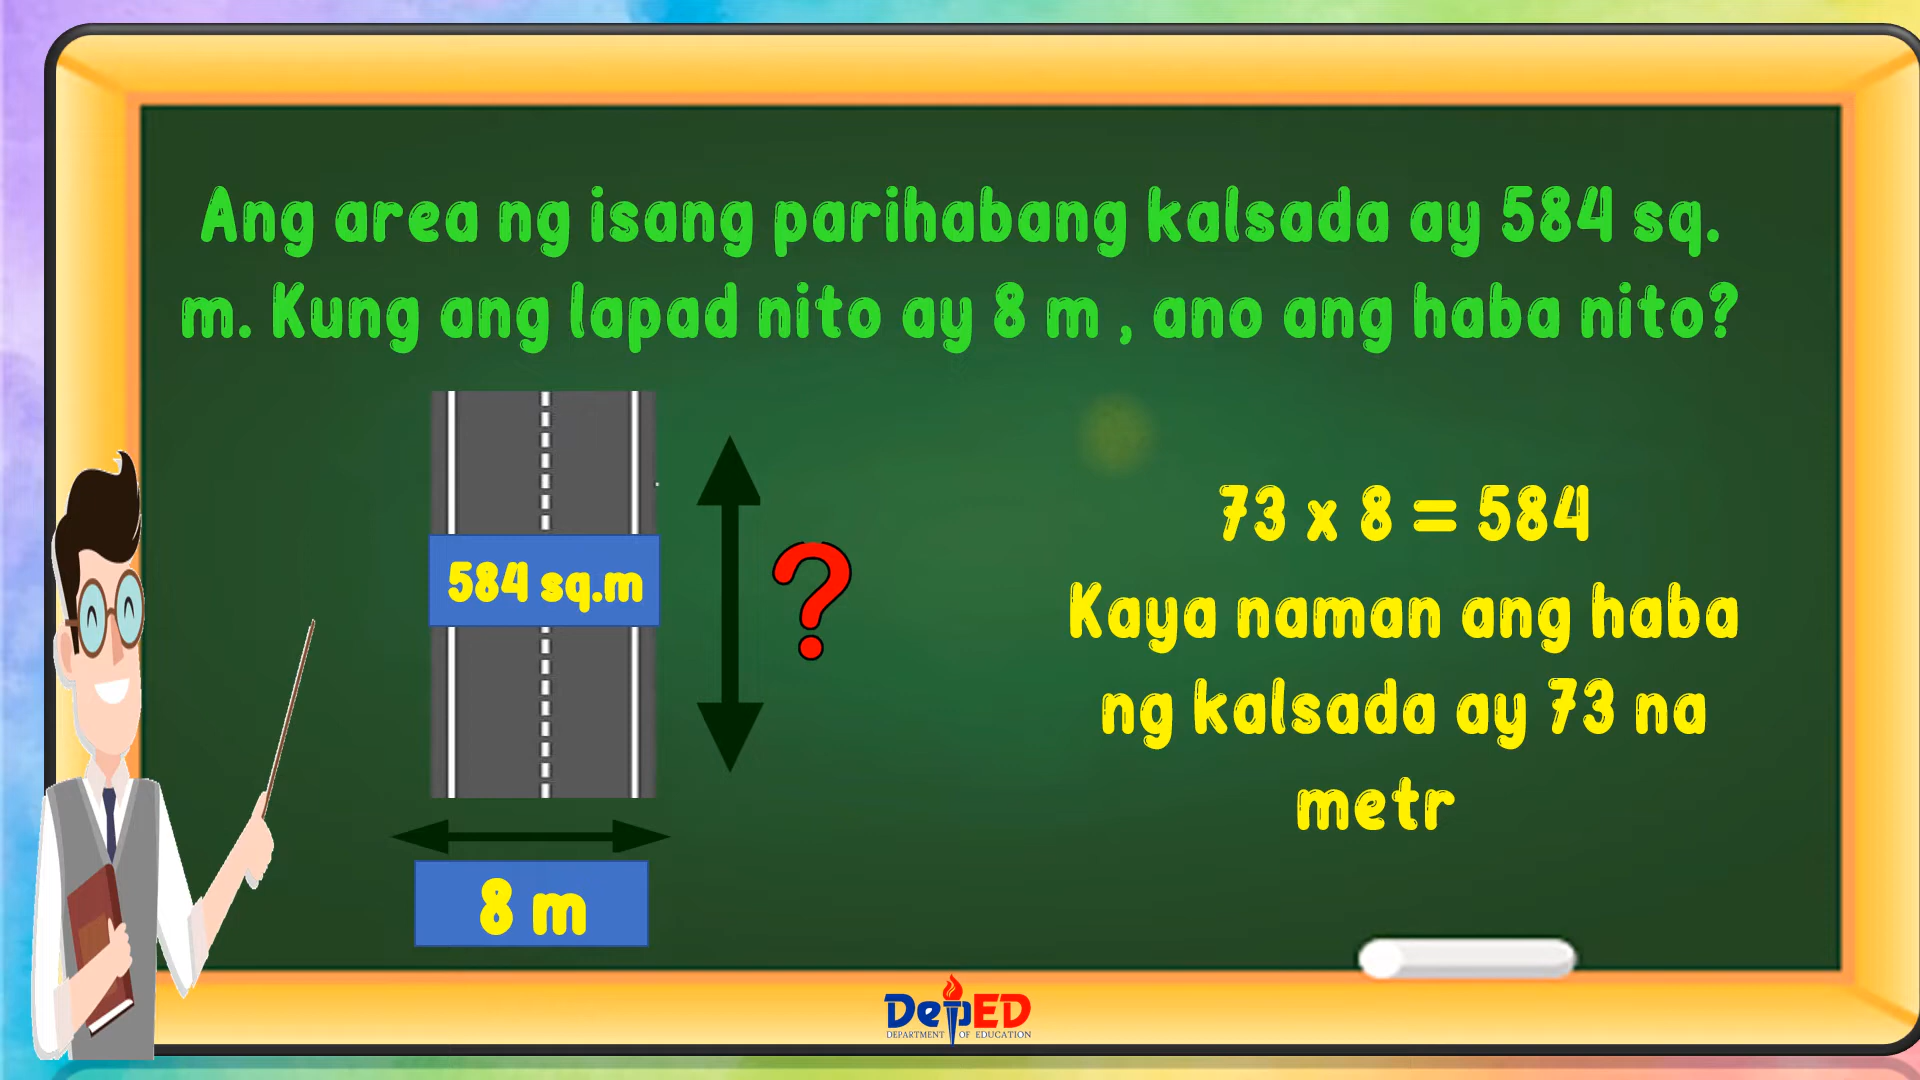 Ang area ng isang parihabang kalsada ay 584 sq.
m. Kung ang lapad nito ay 8 m , ano ang haba nito?
584 sq.m
?
8 m
73 x 8 = 584
Kaya naman ang haba
ng kalsada ay 73 na
metr
DepED
DEPARTMENT OF EDUCATION